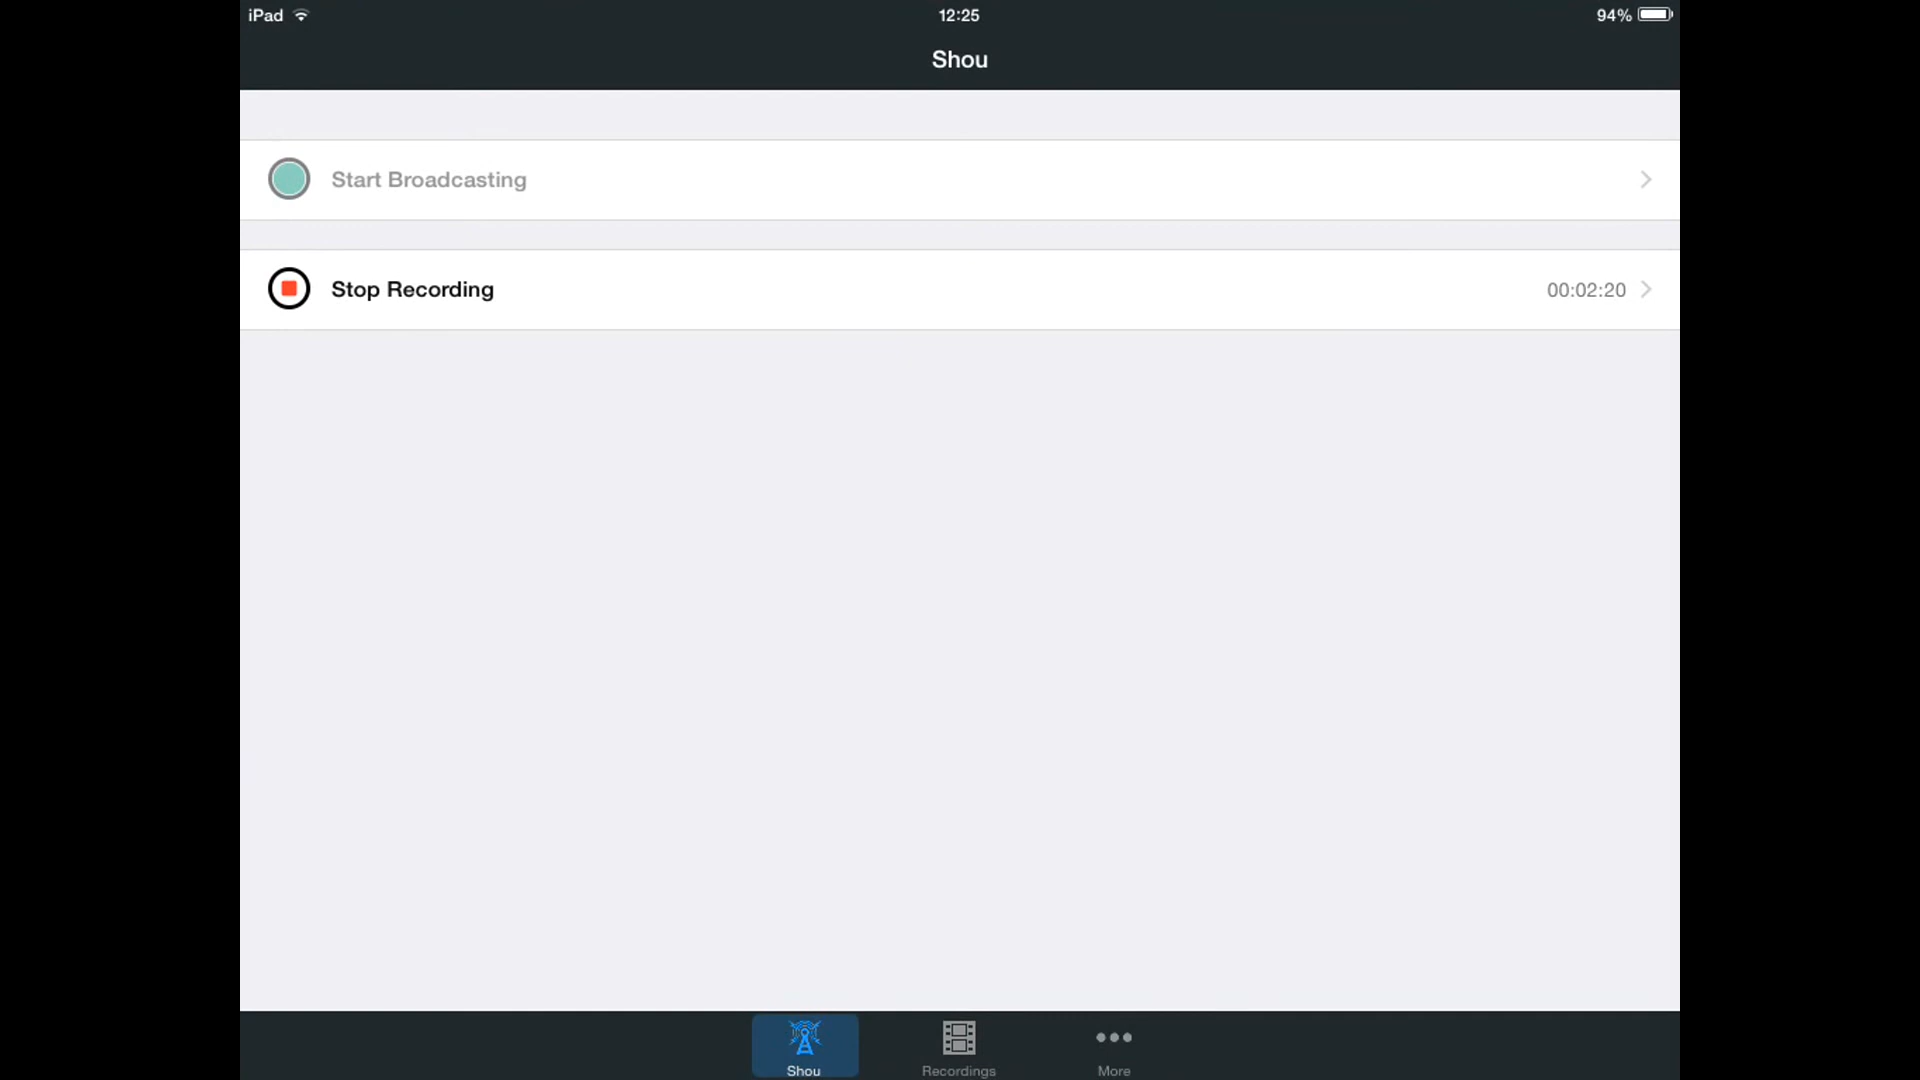 iPad 12:25 94%
Shou
Start Broadcasting
Stop Recording 00:02:20
Shou Recordings More